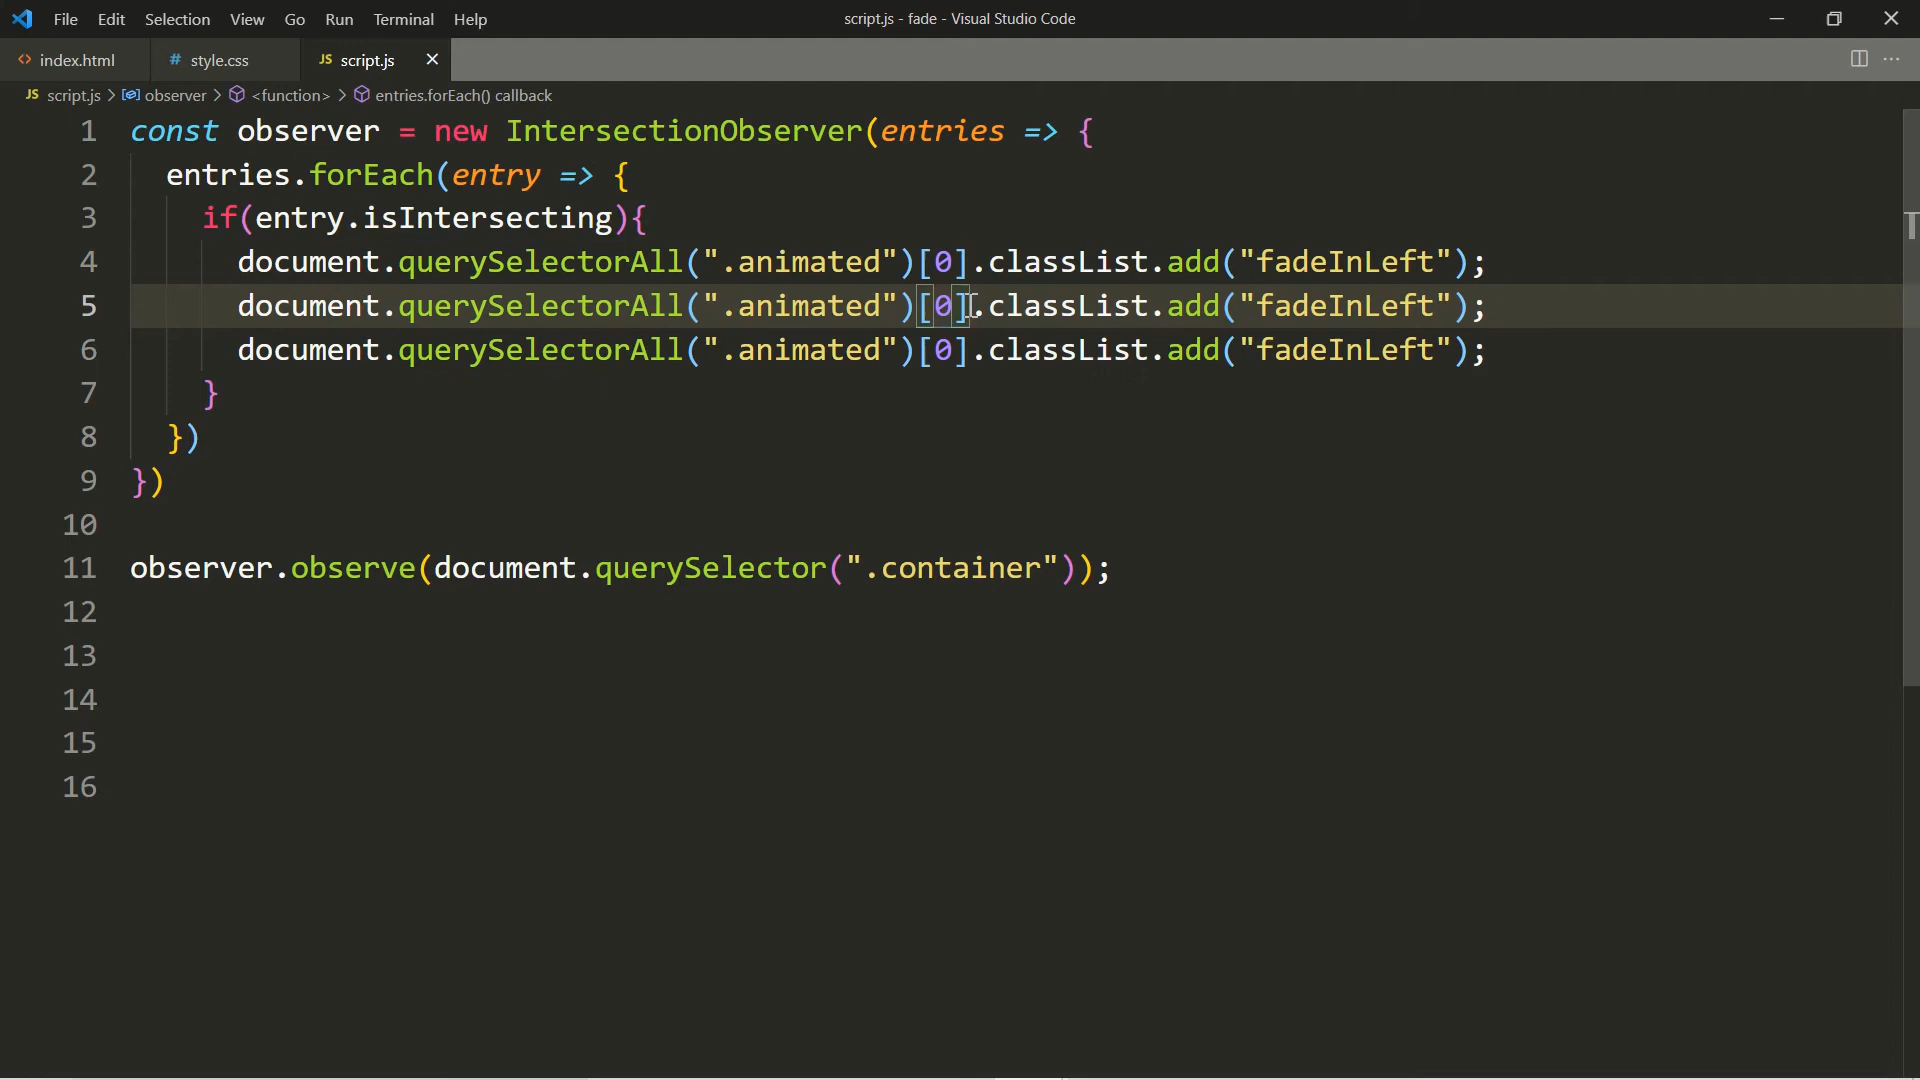 File Edit Selection View Go Run Terminal Help script.js - fade - Visual Studio Code
<> index.html # style.css JS script.js
JS script.js > observer > <function> > entries.forEach() callback
1 const observer = new IntersectionObserver(entries => {
2 entries.forEach(entry => {
3 if(entry.isIntersecting){
4 document.querySelectorAll(".animated")[0].classList.add("fadeInLeft");
5 document.querySelectorAll(".animated")[0].classList.add("fadeInLeft");
6 document.querySelectorAll(".animated")[0].classList.add("fadeInLeft");
7 }
8 })
9 })
10
11 observer.observe(document.querySelector(".container"));
12
13
14
15
16